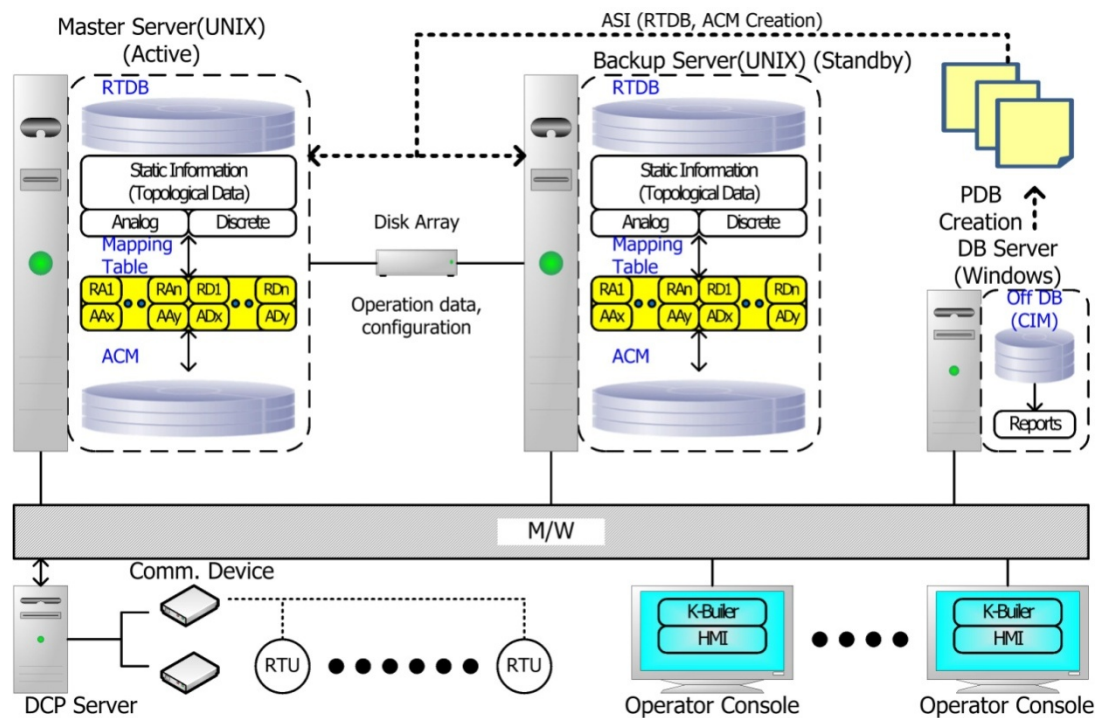 ASI (RTDB, ACM Creation)
Master Server(UNIX)
(Active)
Backup Server(UNIX) (Standby)
RTDB
Static Information
(Topological Data)
Analog Discrete
Mapping
Table
RA1 RAn RD1 RDn
AAx AAy ADx ADy
ACM
Disk Array
Operation data,
configuration
RTDB
Static Information
(Topological Data)
Analog Discrete
Mapping
Table
RA1 RAn RD1 RDn
AAx AAy ADx ADy
ACM
PDB
Creation
DB Server
(Windows)
Off DB
(CIM)
Reports
M/W
Comm. Device
RTU RTU
DCP Server
K-Builer
HMI
Operator Console
K-Builer
HMI
Operator Console